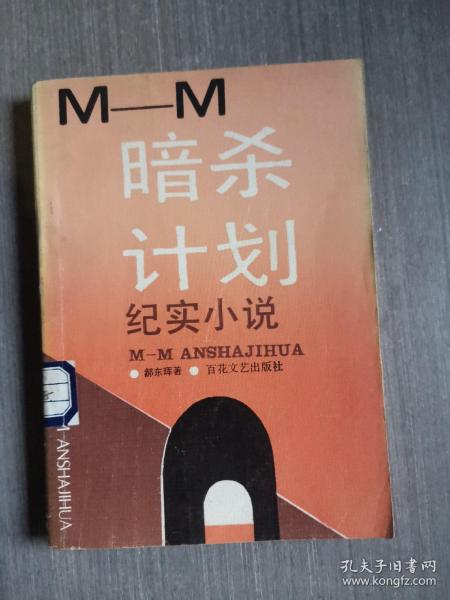 M—M
暗杀
计划
纪实小说
M-M ANSHAJIHUA
郝东晖著 百花文艺出版社
M ANSHAJIHUA
孔夫子旧书网
www.kongfz.com